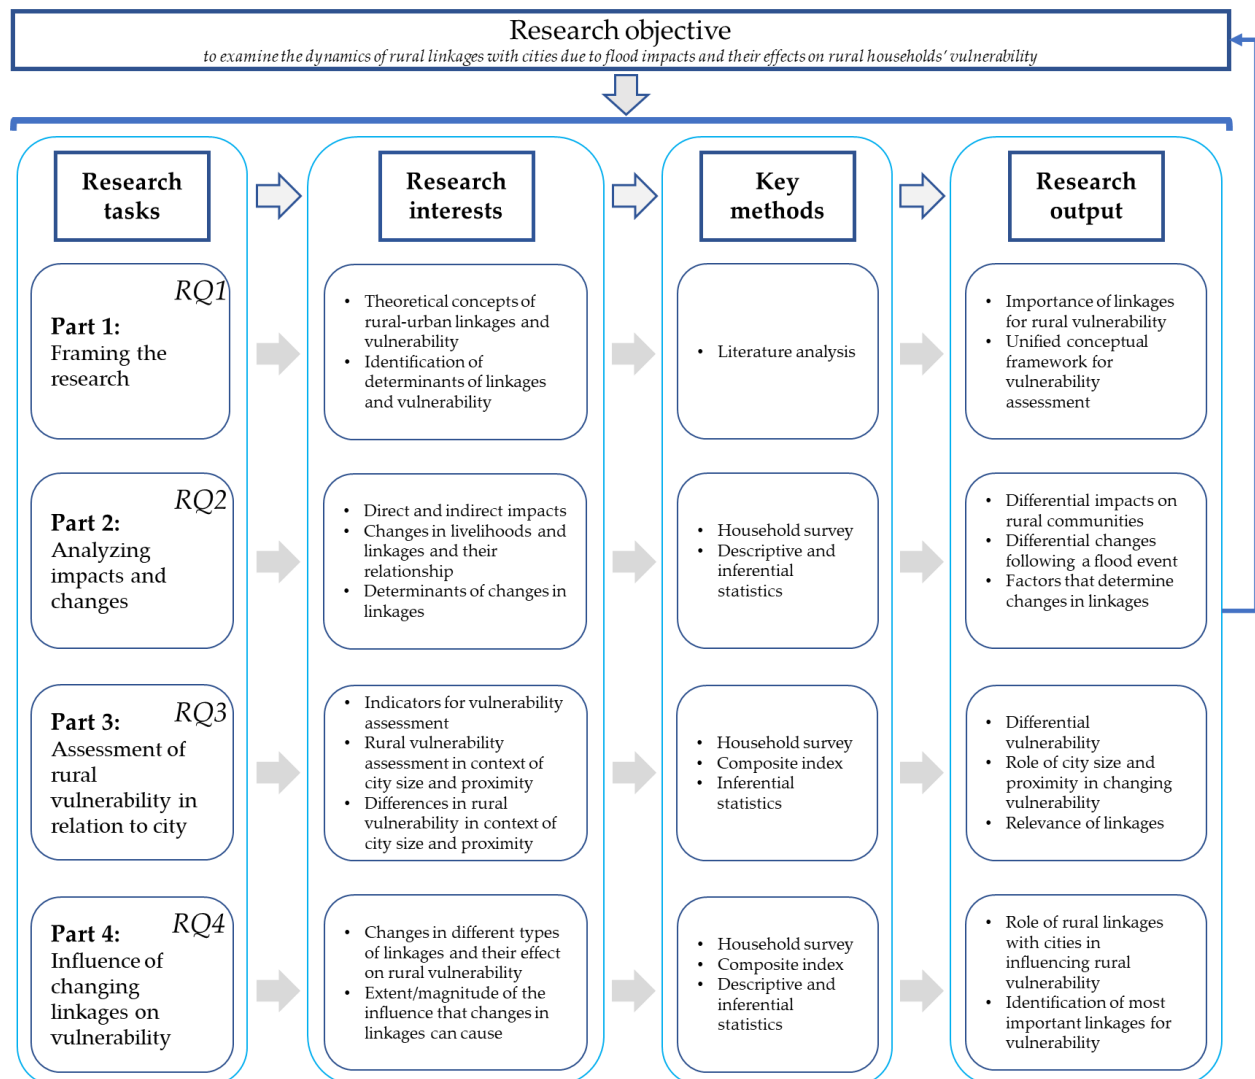 Research objective
to examine the dynamics of rural linkages with cities due to flood impacts and their effects on rural households' vulnerability
Research
tasks
Research
interests
Key
methods
Research
output
RQ1
Part 1:
Framing the
research
• Theoretical concepts of
rural-urban linkages and
vulnerability
• Identification of
determinants of linkages
and vulnerability
• Literature analysis
• Importance of linkages
for rural vulnerability
• Unified conceptual
framework for
vulnerability
assessment
RQ2
Part 2:
Analyzing
impacts and
changes
• Direct and indirect impacts
• Changes in livelihoods and
linkages and their
relationship
• Determinants of changes in
linkages
• Household survey
• Descriptive and
inferential
statistics
• Differential impacts on
rural communities
• Differential changes
following a flood event
• Factors that determine
changes in linkages
RQ3
Part 3:
Assessment of
rural
vulnerability in
relation to city
• Indicators for vulnerability
assessment
• Rural vulnerability
assessment in context of
city size and proximity
• Differences in rural
vulnerability in context of
city size and proximity
• Household survey
• Composite index
• Inferential
statistics
• Differential
vulnerability
• Role of city size and
proximity in changing
vulnerability
• Relevance of linkages
RQ4
Part 4:
Influence of
changing
linkages on
vulnerability
• Changes in different types
of linkages and their effect
on rural vulnerability
• Extent/magnitude of the
influence that changes in
linkages can cause
• Household survey
• Composite index
• Descriptive and
inferential
statistics
• Role of rural linkages
with cities in
influencing rural
vulnerability
• Identification of most
important linkages for
vulnerability